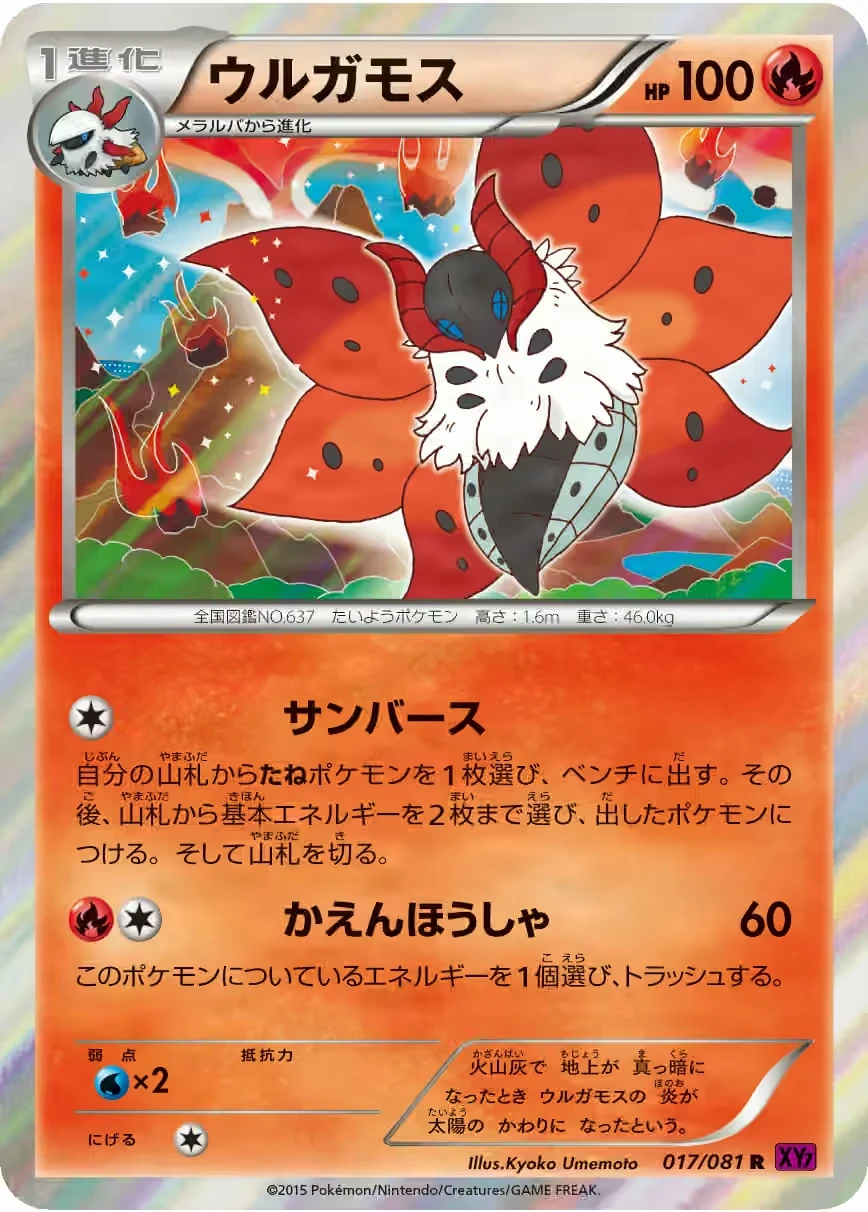 1進化
ウルガモス
HP 100
メラルバから進化
全国図鑑NO.637 たいようポケモン 高さ：1.6m 重さ：46.0kg
サンバース
自分の山札からたねポケモンを1枚選び、ベンチに出す。その
後、山札から基本エネルギーを2枚まで選び、出したポケモンに
つける。そして山札を切る。
かえんほうしゃ 60
このポケモンについているエネルギーを1個選び、トラッシュする。
弱点 抵抗力
×2
にげる
火山灰で 地上が 真っ暗に
なったとき ウルガモスの 炎が
太陽の かわりに なったという。
Illus.Kyoko Umemoto 017/081 R XY7
©2015 Pokémon/Nintendo/Creatures/GAME FREAK.